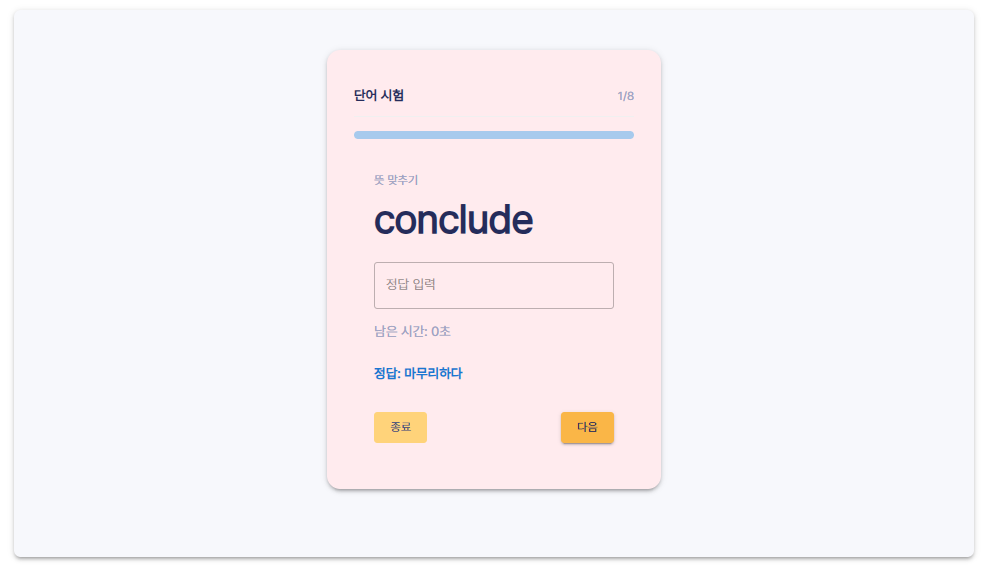 단어 시험
1/8
뜻 맞추기
conclude
정답 입력
남은 시간: 0초
정답: 마무리하다
종료
다음